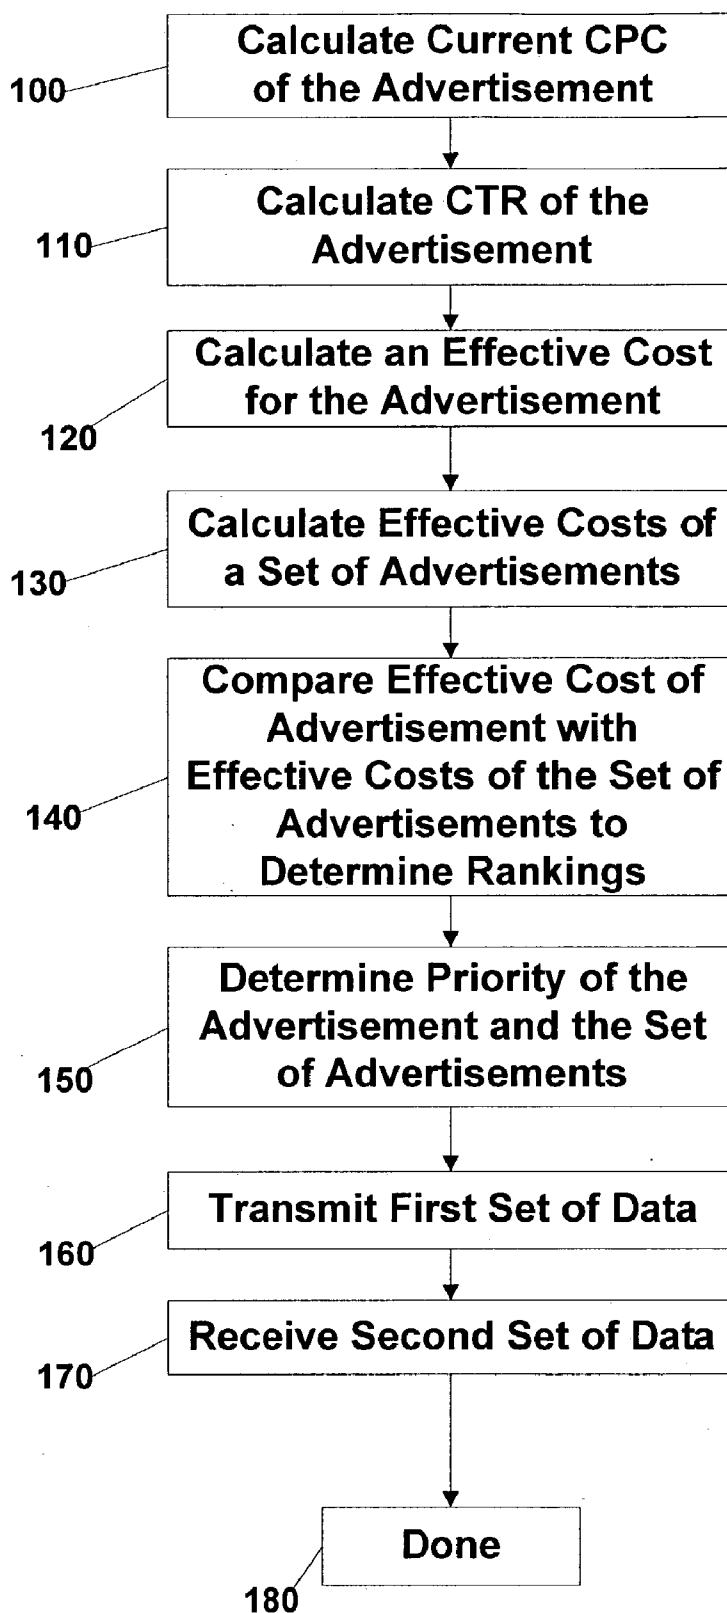 Calculate Current CPC
of the Advertisement
100
Calculate CTR of the
Advertisement
110
Calculate an Effective Cost
for the Advertisement
120
Calculate Effective Costs of
a Set of Advertisements
130
Compare Effective Cost of
Advertisement with
Effective Costs of the Set of
Advertisements to
Determine Rankings
140
Determine Priority of the
Advertisement and the Set
of Advertisements
150
Transmit First Set of Data
160
Receive Second Set of Data
170
Done
180